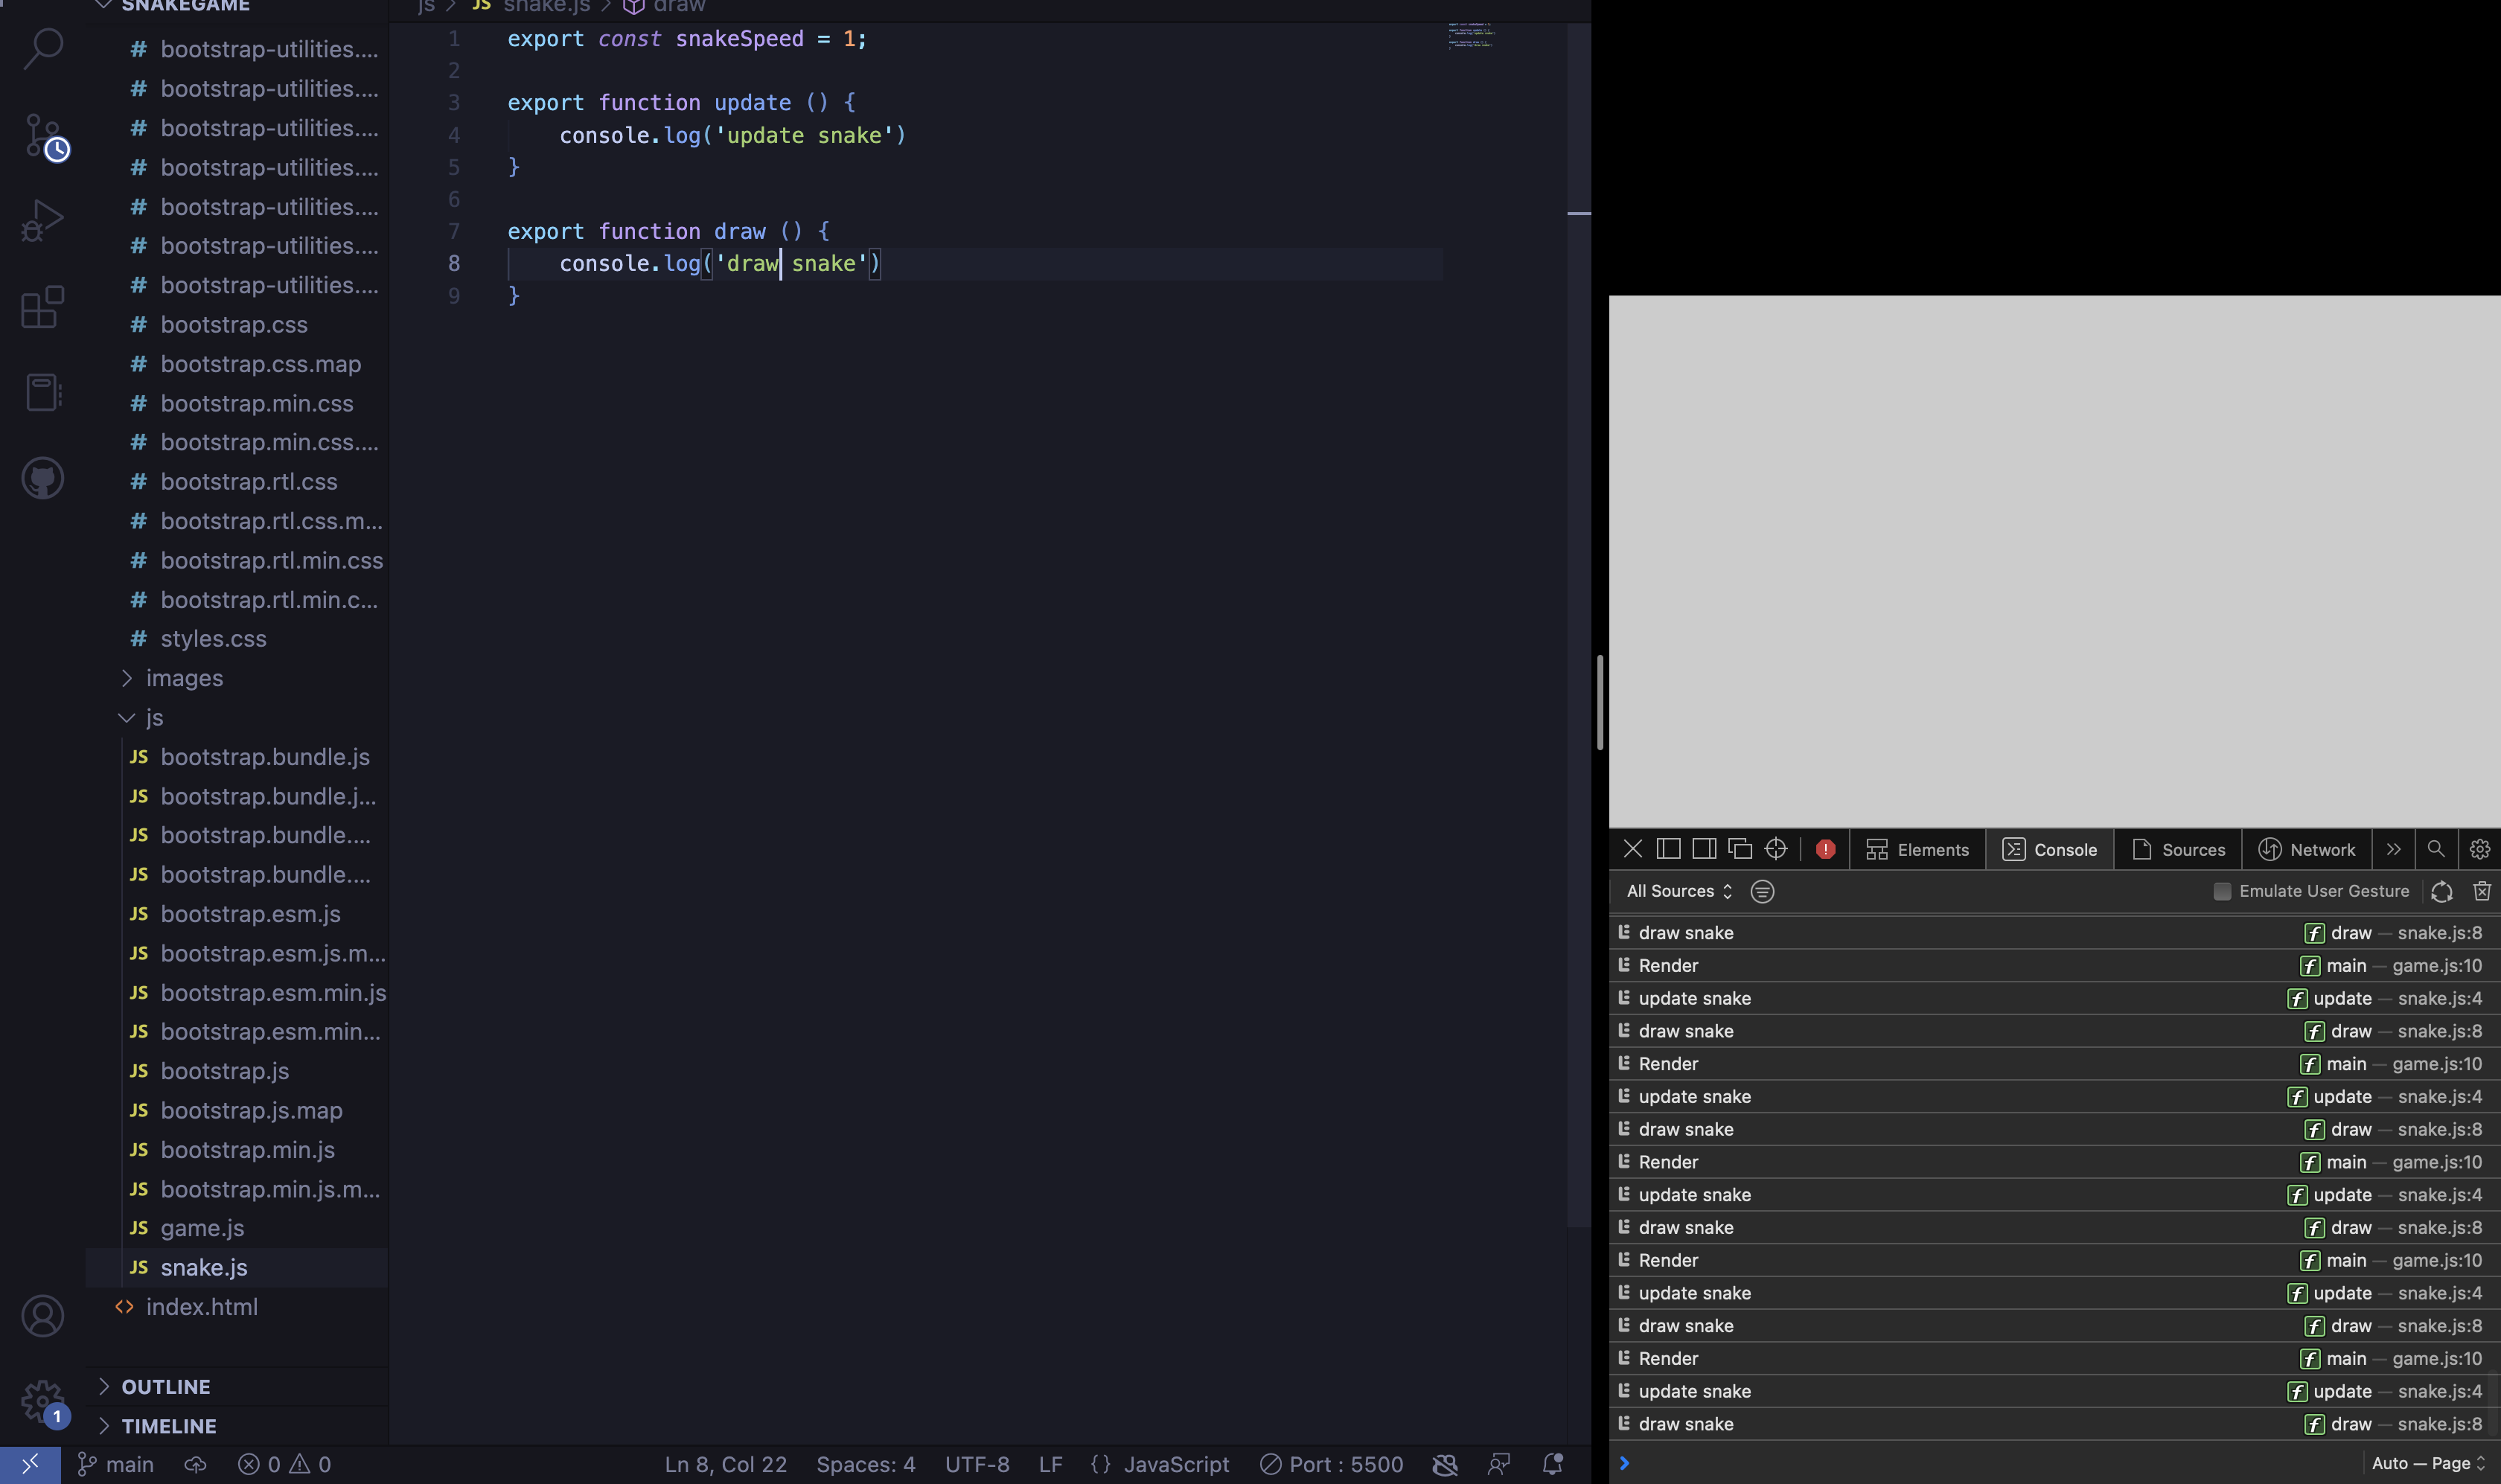 SNAKEGAME
bootstrap-utilities....
bootstrap-utilities....
bootstrap-utilities....
bootstrap-utilities....
bootstrap-utilities....
bootstrap-utilities....
bootstrap-utilities....
bootstrap.css
bootstrap.css.map
bootstrap.min.css
bootstrap.min.css....
bootstrap.rtl.css
bootstrap.rtl.css.m...
bootstrap.rtl.min.css
bootstrap.rtl.min.c...
styles.css
images
js
JS bootstrap.bundle.js
JS bootstrap.bundle.j...
JS bootstrap.bundle....
JS bootstrap.bundle....
JS bootstrap.esm.js
JS bootstrap.esm.js.m...
JS bootstrap.esm.min.js
JS bootstrap.esm.min...
JS bootstrap.js
JS bootstrap.js.map
JS bootstrap.min.js
JS bootstrap.min.js.m...
JS game.js
JS snake.js
<> index.html
OUTLINE
1
TIMELINE
js > JS snake.js > draw
1 export const snakeSpeed = 1;
2
3 export function update () {
4 console.log('update snake')
5 }
6
7 export function draw () {
8 console.log('draw snake')
9 }
Elements Console Sources Network
All Sources Emulate User Gesture
draw snake f draw — snake.js:8
Render f main — game.js:10
update snake f update — snake.js:4
draw snake f draw — snake.js:8
Render f main — game.js:10
update snake f update — snake.js:4
draw snake f draw — snake.js:8
Render f main — game.js:10
update snake f update — snake.js:4
draw snake f draw — snake.js:8
Render f main — game.js:10
update snake f update — snake.js:4
draw snake f draw — snake.js:8
Render f main — game.js:10
update snake f update — snake.js:4
draw snake f draw — snake.js:8
Auto — Page
main 0 0 Ln 8, Col 22 Spaces: 4 UTF-8 LF {} JavaScript Port : 5500